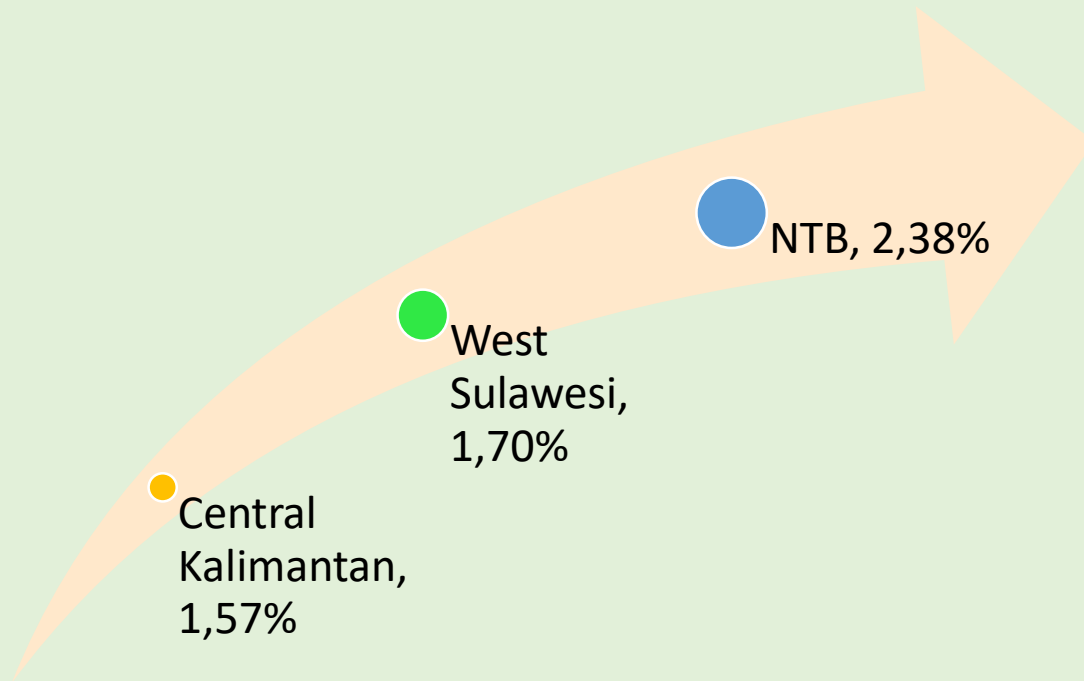 NTB, 2,38%
West
Sulawesi,
1,70%
Central
Kalimantan,
1,57%